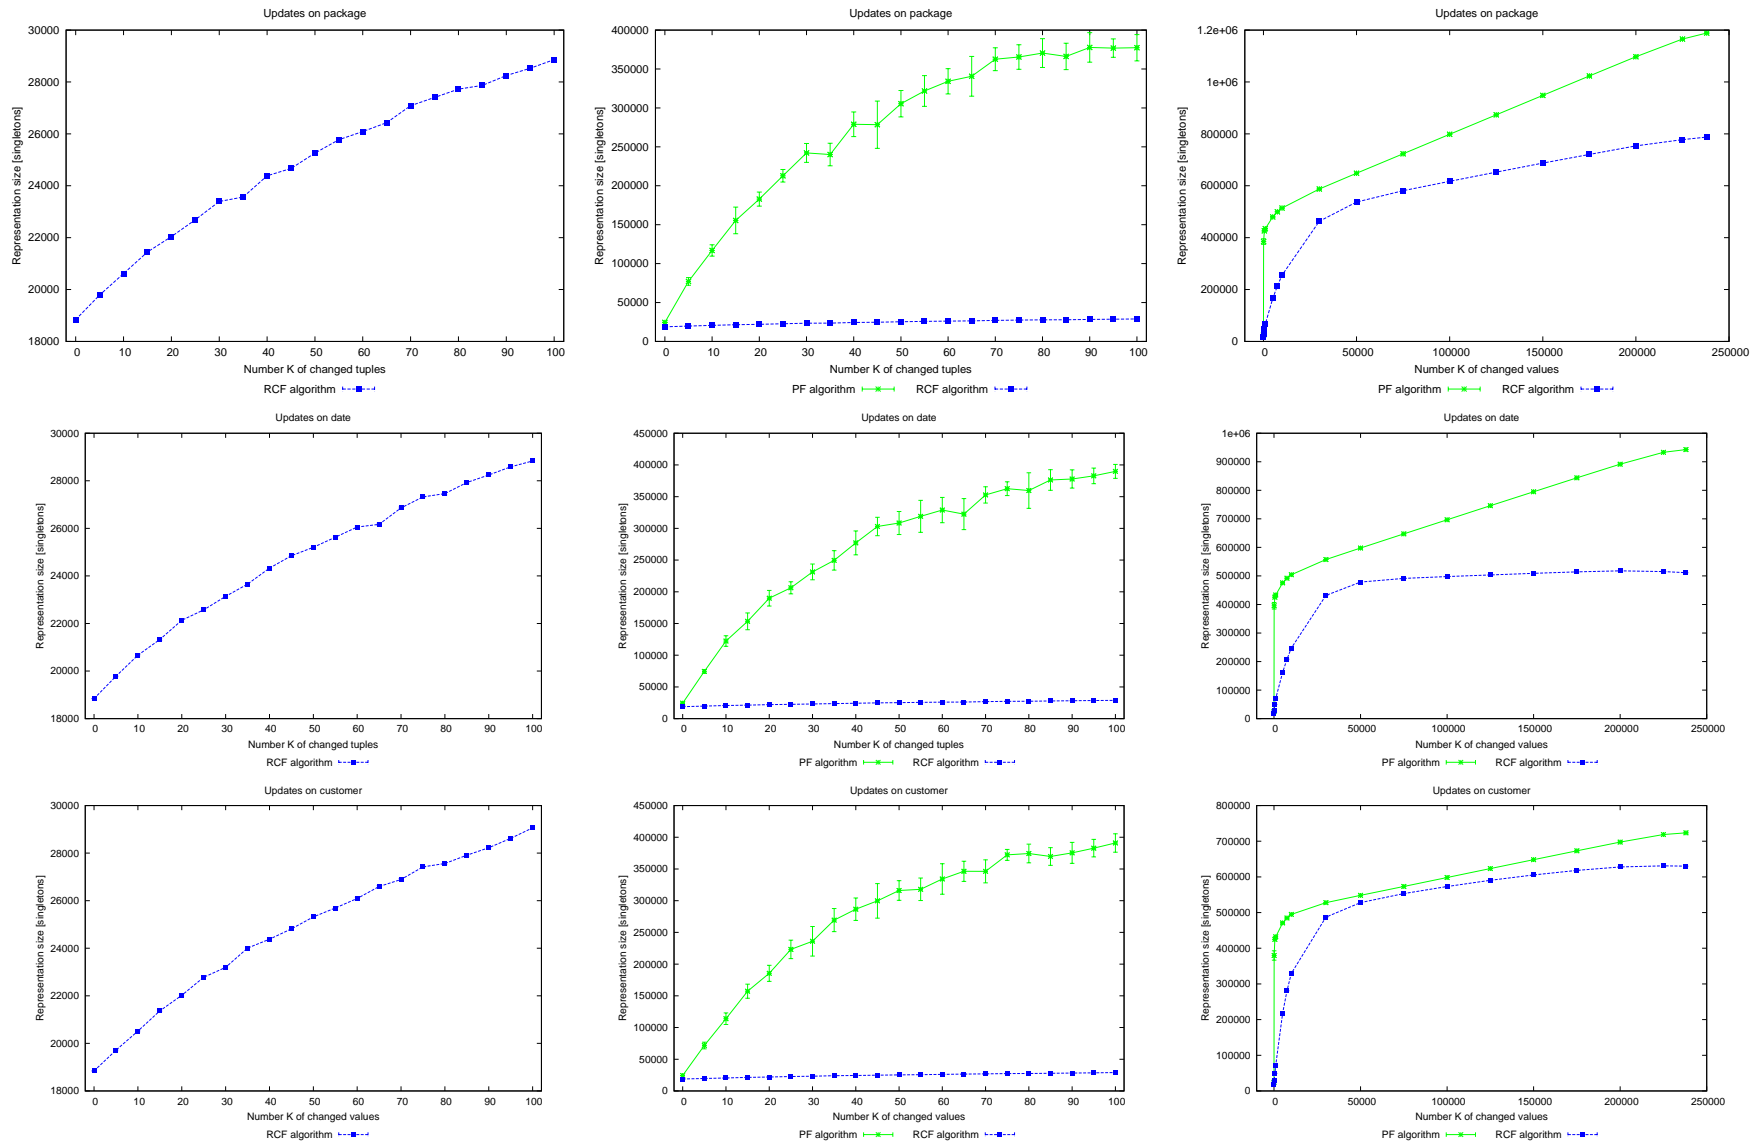 Updates on package
30000
28000
26000
24000
22000
20000
18000
Representation size [singletons]
0 10 20 30 40 50 60 70 80 90 100
Number K of changed tuples
RCF algorithm
Updates on package
400000
350000
300000
250000
200000
150000
100000
50000
0
Representation size [singletons]
0 10 20 30 40 50 60 70 80 90 100
Number K of changed tuples
PF algorithm RCF algorithm
Updates on package
1.2e+06
1e+06
800000
600000
400000
200000
0
Representation size [singletons]
0 50000 100000 150000 200000 250000
Number K of changed values
PF algorithm RCF algorithm
Updates on date
30000
28000
26000
24000
22000
20000
18000
Representation size [singletons]
0 10 20 30 40 50 60 70 80 90 100
Number K of changed tuples
RCF algorithm
Updates on date
450000
400000
350000
300000
250000
200000
150000
100000
50000
0
Representation size [singletons]
0 10 20 30 40 50 60 70 80 90 100
Number K of changed tuples
PF algorithm RCF algorithm
Updates on date
1e+06
900000
800000
700000
600000
500000
400000
300000
200000
100000
0
Representation size [singletons]
0 50000 100000 150000 200000 250000
Number K of changed values
PF algorithm RCF algorithm
Updates on customer
30000
28000
26000
24000
22000
20000
18000
Representation size [singletons]
0 10 20 30 40 50 60 70 80 90 100
Number K of changed values
RCF algorithm
Updates on customer
450000
400000
350000
300000
250000
200000
150000
100000
50000
0
Representation size [singletons]
0 10 20 30 40 50 60 70 80 90 100
Number K of changed values
PF algorithm RCF algorithm
Updates on customer
800000
700000
600000
500000
400000
300000
200000
100000
0
Representation size [singletons]
0 50000 100000 150000 200000 250000
Number K of changed values
PF algorithm RCF algorithm